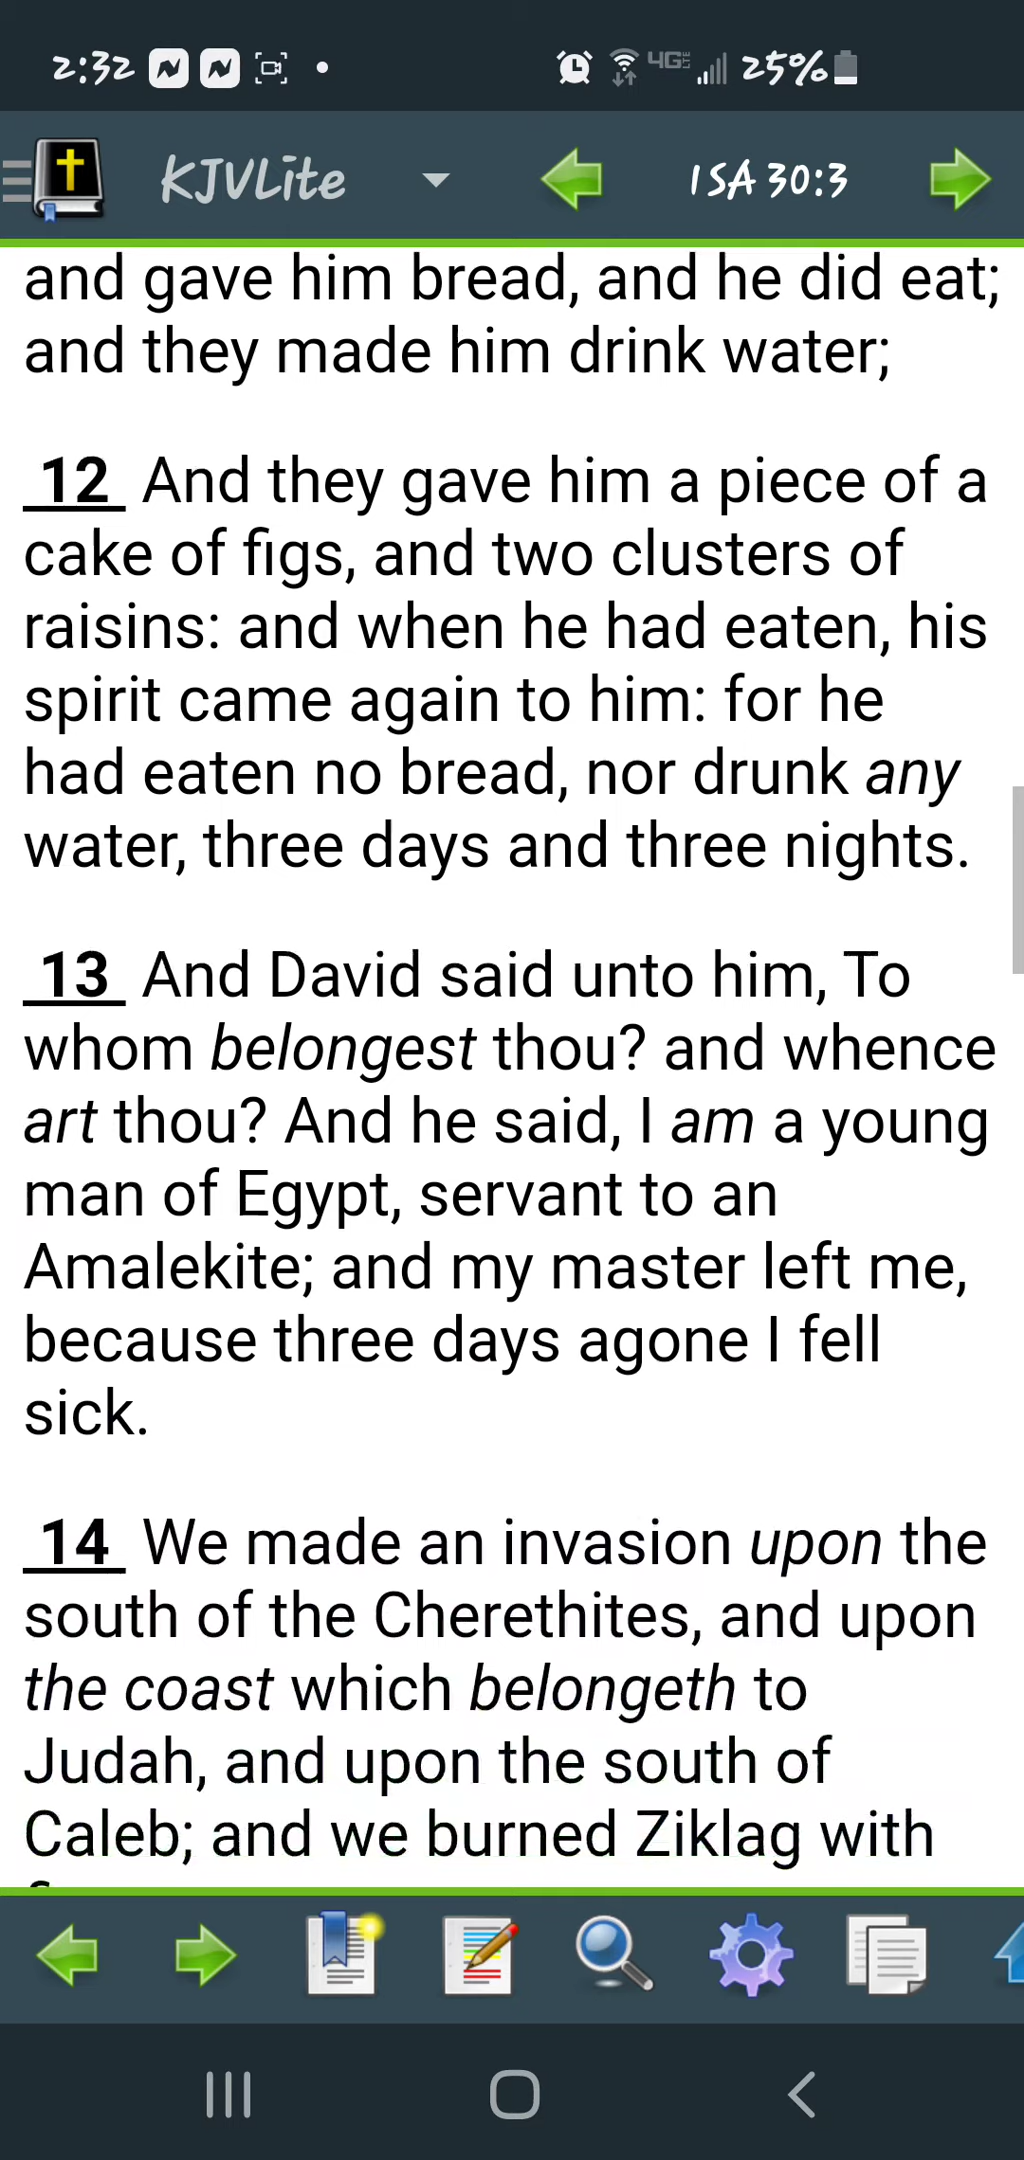 2:32
4G
25%
KJVLite
1SA 30:3
and gave him bread, and he did eat;
and they made him drink water;
12 And they gave him a piece of a
cake of figs, and two clusters of
raisins: and when he had eaten, his
spirit came again to him: for he
had eaten no bread, nor drunk any
water, three days and three nights.
13 And David said unto him, To
whom belongest thou? and whence
art thou? And he said, I am a young
man of Egypt, servant to an
Amalekite; and my master left me,
because three days agone I fell
sick.
14 We made an invasion upon the
south of the Cherethites, and upon
the coast which belongeth to
Judah, and upon the south of
Caleb; and we burned Ziklag with